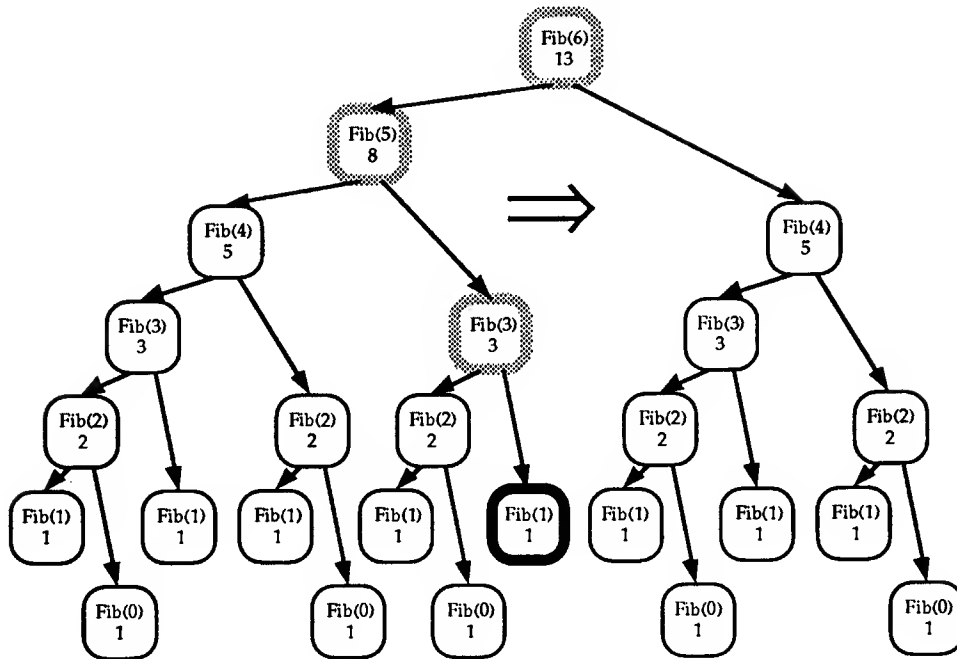 Fib(6)
13
Fib(5)
8
Fib(4)
5
Fib(4)
5
Fib(3)
3
Fib(3)
3
Fib(3)
3
Fib(2)
2
Fib(2)
2
Fib(2)
2
Fib(2)
2
Fib(2)
2
Fib(1)
1
Fib(1)
1
Fib(1)
1
Fib(1)
1
Fib(1)
1
Fib(1)
1
Fib(1)
1
Fib(1)
1
Fib(0)
1
Fib(0)
1
Fib(0)
1
Fib(0)
1
Fib(0)
1